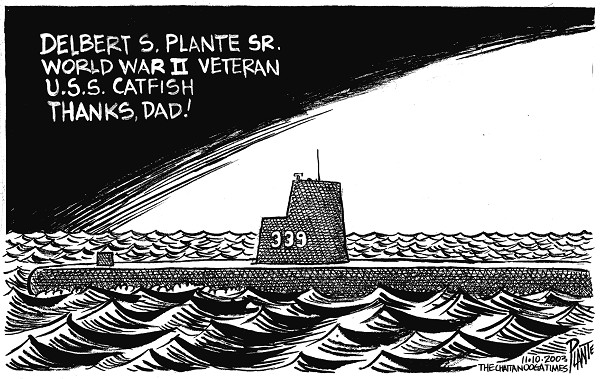 DELBERT S. PLANTE SR.
WORLD WAR II VETERAN
U.S.S. CATFISH
THANKS, DAD!
339
11·10·2003
THE CHATTANOOGA TIMES
PLANTE